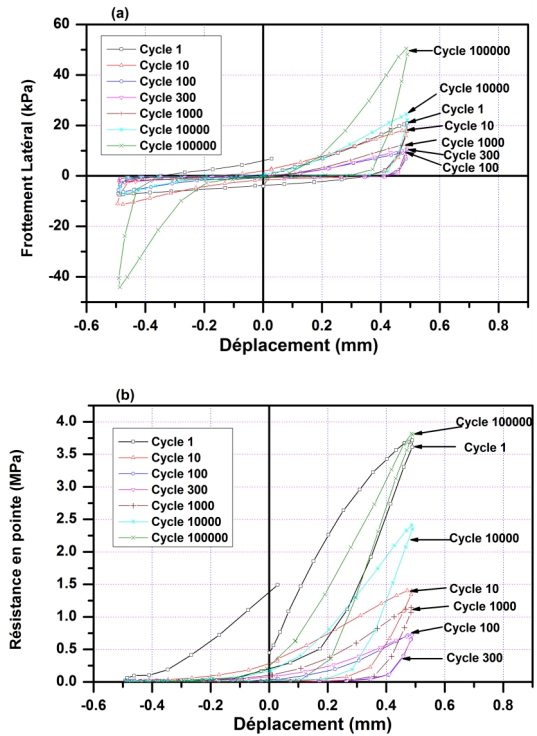 (a)
Frottement Latéral (kPa)
60
40
20
0
-20
-40
Cycle 1
Cycle 10
Cycle 100
Cycle 300
Cycle 1000
Cycle 10000
Cycle 100000
Cycle 100000
Cycle 10000
Cycle 1
Cycle 10
Cycle 1000
Cycle 300
Cycle 100
-0.6
-0.4
-0.2
0.0
0.2
0.4
0.6
0.8
Déplacement (mm)
(b)
Résistance en pointe (MPa)
4.0
3.5
3.0
2.5
2.0
1.5
1.0
0.5
0.0
Cycle 1
Cycle 10
Cycle 100
Cycle 300
Cycle 1000
Cycle 10000
Cycle 100000
Cycle 100000
Cycle 1
Cycle 10000
Cycle 10
Cycle 1000
Cycle 100
Cycle 300
-0.6
-0.4
-0.2
0.0
0.2
0.4
0.6
0.8
Déplacement (mm)